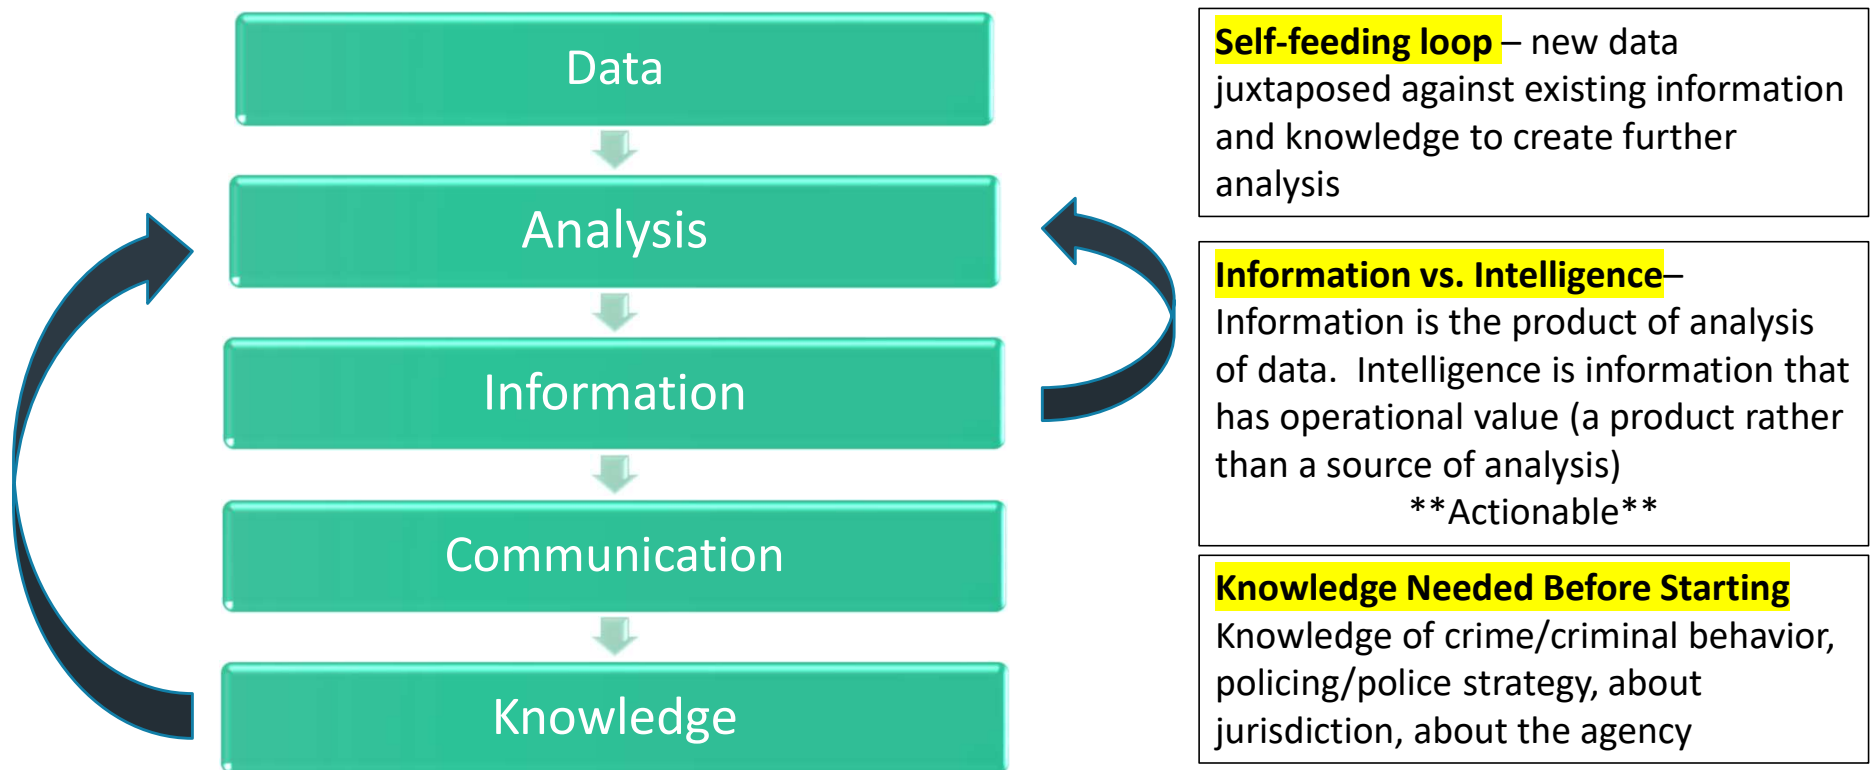 Data
Analysis
Information
Communication
Knowledge
Self-feeding loop – new data
juxtaposed against existing information
and knowledge to create further
analysis
Information vs. Intelligence–
Information is the product of analysis
of data.  Intelligence is information that
has operational value (a product rather
than a source of analysis)
**Actionable**
Knowledge Needed Before Starting
Knowledge of crime/criminal behavior,
policing/police strategy, about
jurisdiction, about the agency